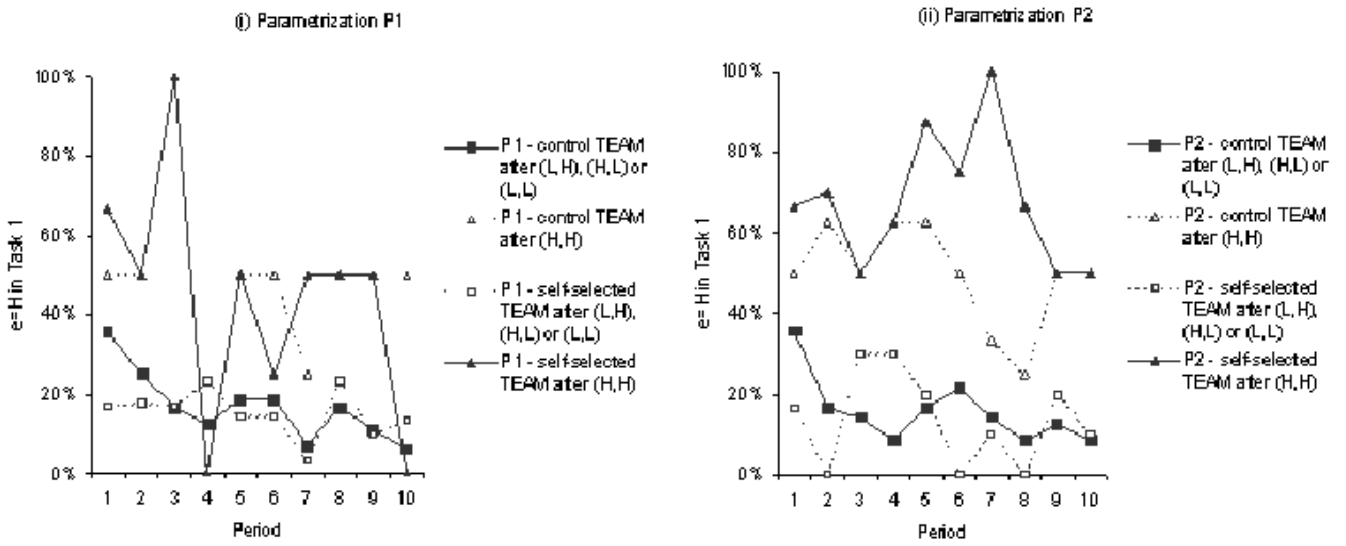 (i) Parametrization P1
100%
80%
60%
40%
20%
0%
e=H in Task 1
1 2 3 4 5 6 7 8 9 10
Period
P1 - control TEAM
after (L,H), (H,L) or
(L,L)
P1 - control TEAM
after (H,H)
P1 - self-selected
TEAM after (L,H),
(H,L) or (L,L)
P1 - self-selected
TEAM after (H,H)
(ii) Parametrization P2
100%
80%
60%
40%
20%
0%
e=H in Task 1
1 2 3 4 5 6 7 8 9 10
Period
P2 - control TEAM
after (L,H), (H,L) or
(L,L)
P2 - control TEAM
after (H,H)
P2 - self-selected
TEAM after (L,H),
(H,L) or (L,L)
P2 - self-selected
TEAM after (H,H)